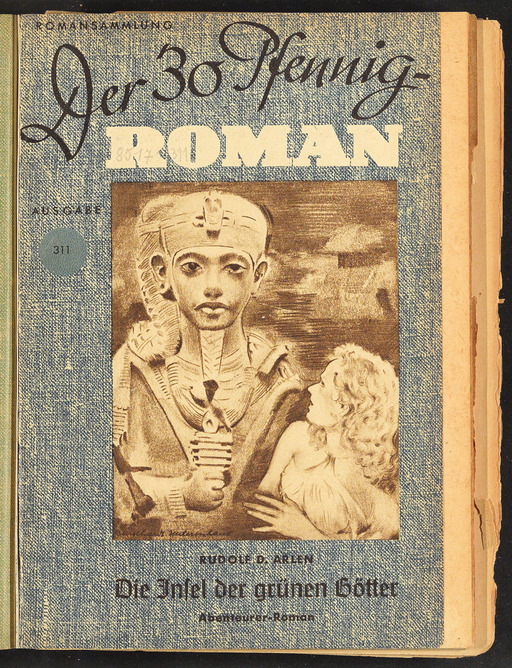 ROMANSAMMLUNG
Der 30 Pfennig-
ROMAN
AUSGABE
311
RUDOLF D. ARLEN
Die Insel der grünen Götter
Abenteurer-Roman